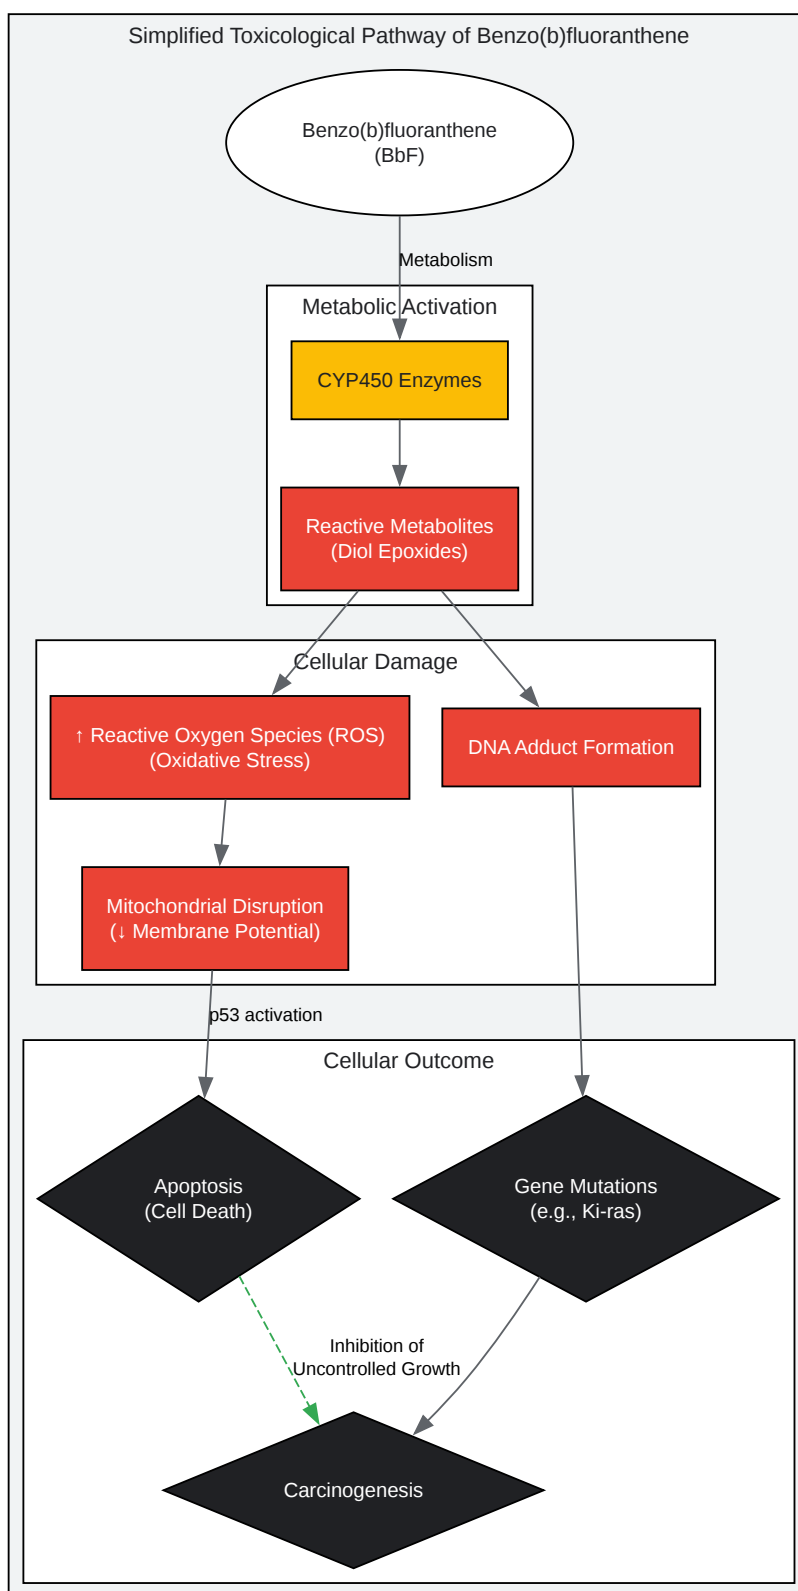 Simplified Toxicological Pathway of Benzo(b)fluoranthene
Benzo(b)fluoranthene
(BbF)
Metabolism
Metabolic Activation
CYP450 Enzymes
Reactive Metabolites
(Diol Epoxides)
Cellular Damage
↑ Reactive Oxygen Species (ROS)
(Oxidative Stress)
DNA Adduct Formation
Mitochondrial Disruption
(↓ Membrane Potential)
p53 activation
Cellular Outcome
Apoptosis
(Cell Death)
Gene Mutations
(e.g., Ki-ras)
Inhibition of
Uncontrolled Growth
Carcinogenesis